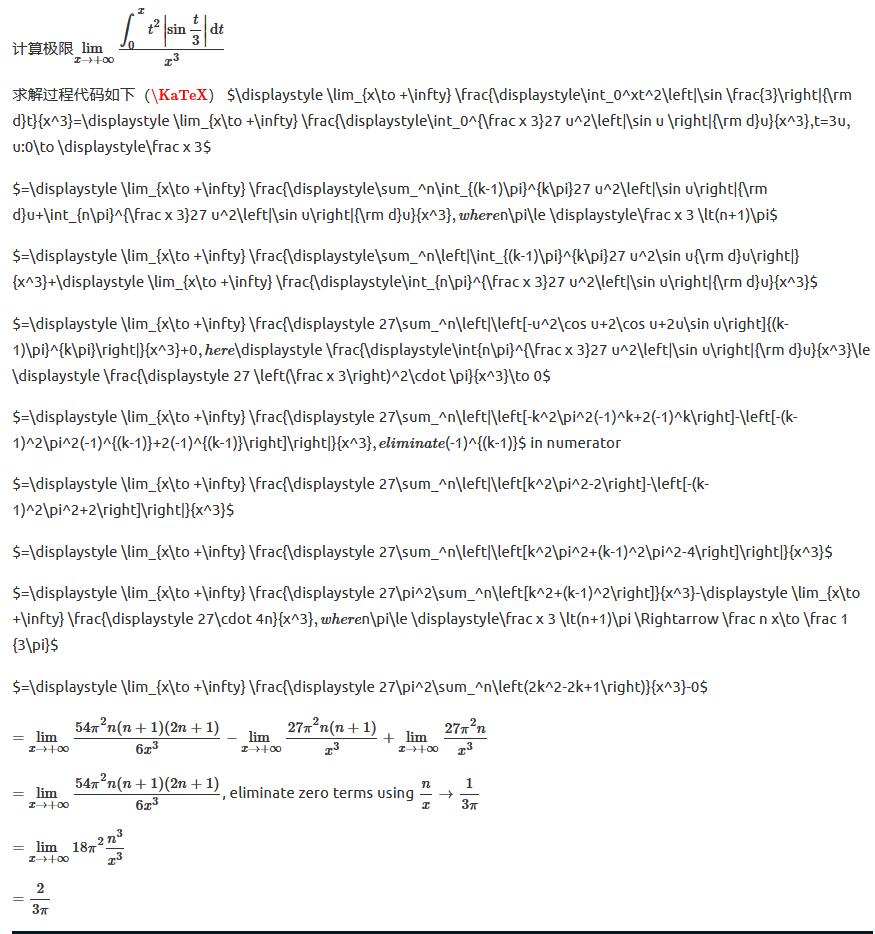 计算极限 $\lim_{x\to+\infty} \frac{\int_0^x t^2 \left|\sin \frac{t}{3}\right| \mathrm{d}t}{x^3}$
求解过程代码如下（\KaTeX） $\displaystyle \lim_{x\to +\infty} \frac{\displaystyle\int_0^xt^2\left|\sin \frac{3}\right|{\rm
d}t}{x^3}=\displaystyle \lim_{x\to +\infty} \frac{\displaystyle\int_0^{\frac x 3}27 u^2\left|\sin u \right|{\rm d}u}{x^3},t=3u,
u:0\to \displaystyle\frac x 3$
$=\displaystyle \lim_{x\to +\infty} \frac{\displaystyle\sum_^n\int_{(k-1)\pi}^{k\pi}27 u^2\left|\sin u\right|{\rm
d}u+\int_{n\pi}^{\frac x 3}27 u^2\left|\sin u\right|{\rm d}u}{x^3},wheren\pi\le \displaystyle\frac x 3 \lt(n+1)\pi$
$=\displaystyle \lim_{x\to +\infty} \frac{\displaystyle\sum_^n\left|\int_{(k-1)\pi}^{k\pi}27 u^2\sin u{\rm d}u\right|}
{x^3}+\displaystyle \lim_{x\to +\infty} \frac{\displaystyle\int_{n\pi}^{\frac x 3}27 u^2\left|\sin u\right|{\rm d}u}{x^3}$
$=\displaystyle \lim_{x\to +\infty} \frac{\displaystyle 27\sum_^n\left|\left[-u^2\cos u+2\cos u+2u\sin u\right]{(k-
1)\pi}^{k\pi}\right|}{x^3}+0,here\displaystyle \frac{\displaystyle\int{n\pi}^{\frac x 3}27 u^2\left|\sin u\right|{\rm d}u}{x^3}\le
\displaystyle \frac{\displaystyle 27 \left(\frac x 3\right)^2\cdot \pi}{x^3}\to 0$
$=\displaystyle \lim_{x\to +\infty} \frac{\displaystyle 27\sum_^n\left|\left[-k^2\pi^2(-1)^k+2(-1)^k\right]-\left[-(k-
1)^2\pi^2(-1)^{(k-1)}+2(-1)^{(k-1)}\right]\right|}{x^3},eliminate(-1)^{(k-1)}$ in numerator
$=\displaystyle \lim_{x\to +\infty} \frac{\displaystyle 27\sum_^n\left|\left[k^2\pi^2-2\right]-\left[-(k-
1)^2\pi^2+2\right]\right|}{x^3}$
$=\displaystyle \lim_{x\to +\infty} \frac{\displaystyle 27\sum_^n\left|\left[k^2\pi^2+(k-1)^2\pi^2-4\right]\right|}{x^3}$
$=\displaystyle \lim_{x\to +\infty} \frac{\displaystyle 27\pi^2\sum_^n\left[k^2+(k-1)^2\right]}{x^3}-\displaystyle \lim_{x\to
+\infty} \frac{\displaystyle 27\cdot 4n}{x^3},wheren\pi\le \displaystyle\frac x 3 \lt(n+1)\pi \Rightarrow \frac n x\to \frac 1
{3\pi}$
$=\displaystyle \lim_{x\to +\infty} \frac{\displaystyle 27\pi^2\sum_^n\left(2k^2-2k+1\right)}{x^3}-0$
$= \lim_{x\to+\infty} \frac{54\pi^2 n(n+1)(2n+1)}{6x^3} - \lim_{x\to+\infty} \frac{27\pi^2 n(n+1)}{x^3} + \lim_{x\to+\infty} \frac{27\pi^2 n}{x^3}$
$= \lim_{x\to+\infty} \frac{54\pi^2 n(n+1)(2n+1)}{6x^3}$, eliminate zero terms using $\frac{n}{x} \to \frac{1}{3\pi}$
$= \lim_{x\to+\infty} 18\pi^2 \frac{n^3}{x^3}$
$= \frac{2}{3\pi}$